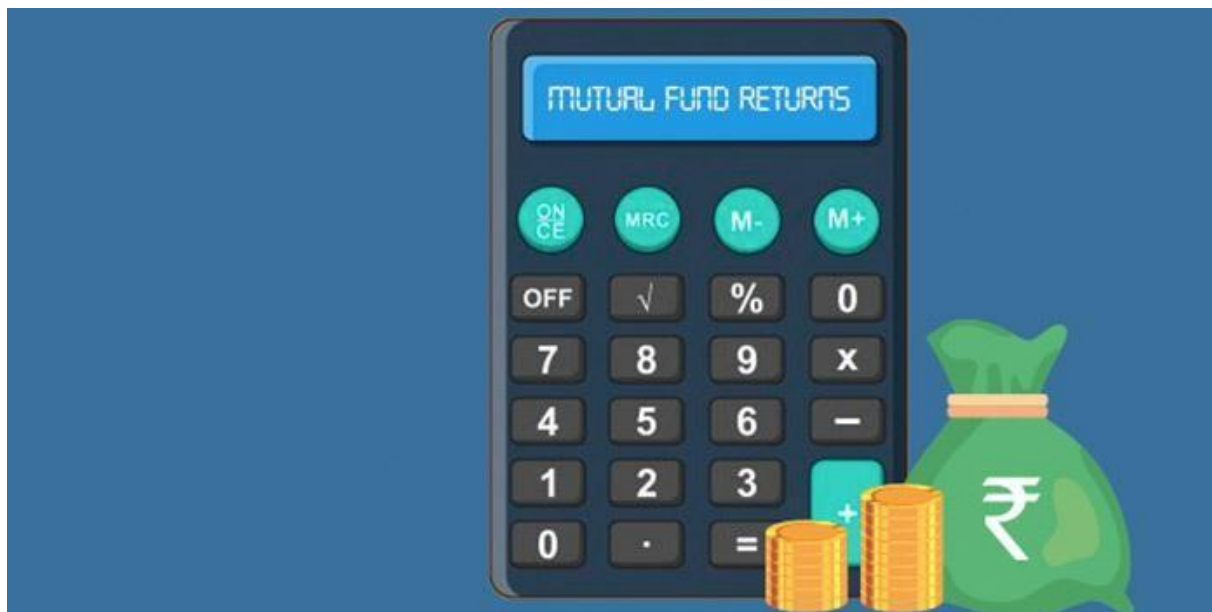 MUTUAL FUND RETURNS
ON
CE
MRC
M-
M+
OFF √ % 0
7 8 9 x
4 5 6 −
1 2 3 +
0 . =
₹